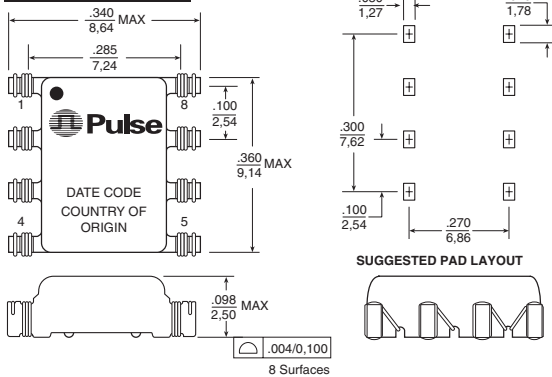 .340
8,64 MAX
.285
7,24
1
8
Pulse
.100
2,54
.360
9,14 MAX
DATE CODE
COUNTRY OF
ORIGIN
4
5
.098
2,50 MAX
.004/0,100
8 Surfaces
1,27
1,78
.300
7,62
.100
2,54
.270
6,86
SUGGESTED PAD LAYOUT